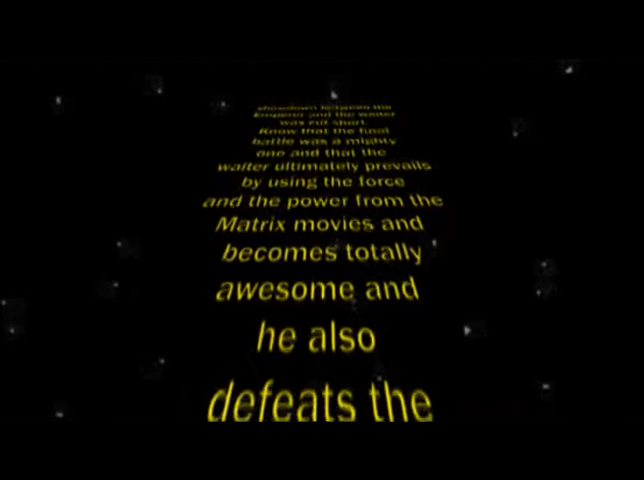 showdown between the
Emperor and the waiter
was cut short.
Know that the final
battle was a mighty
one and that the
waiter ultimately prevails
by using the force
and the power from the
Matrix movies and
becomes totally
awesome and
he also
defeats the